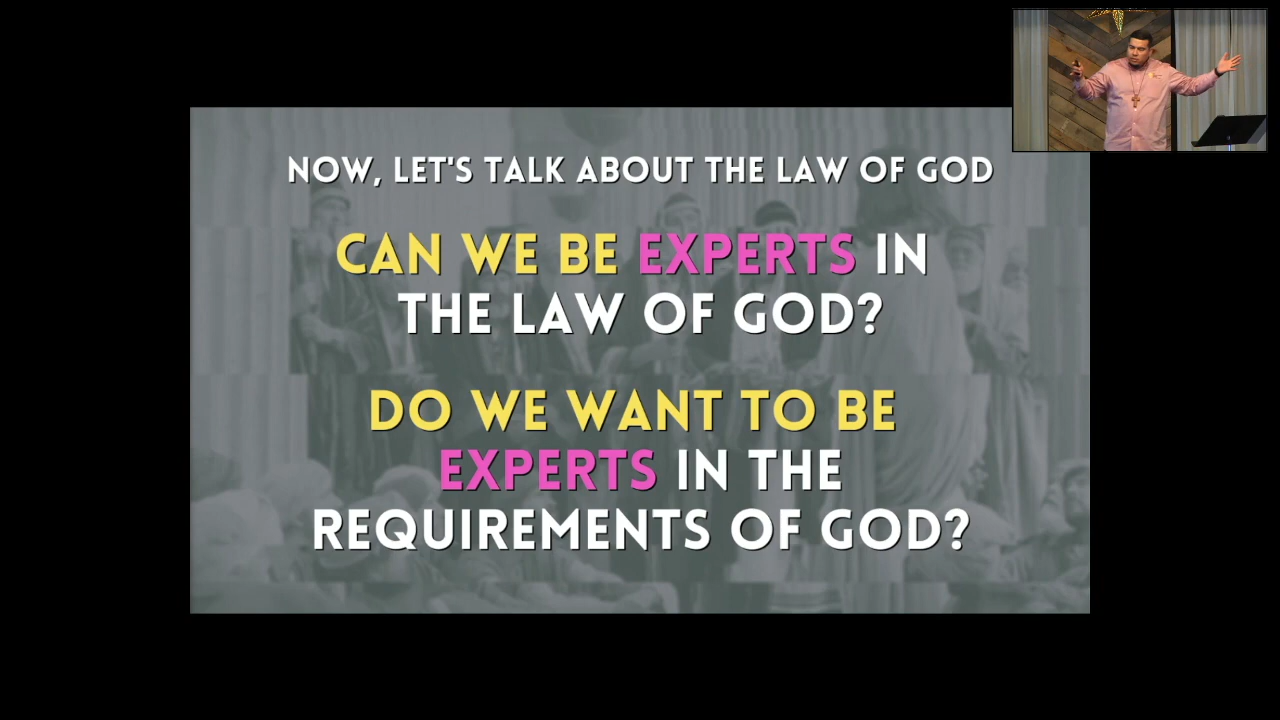 NOW, LET'S TALK ABOUT THE LAW OF GOD
CAN WE BE EXPERTS IN
THE LAW OF GOD?
DO WE WANT TO BE
EXPERTS IN THE
REQUIREMENTS OF GOD?